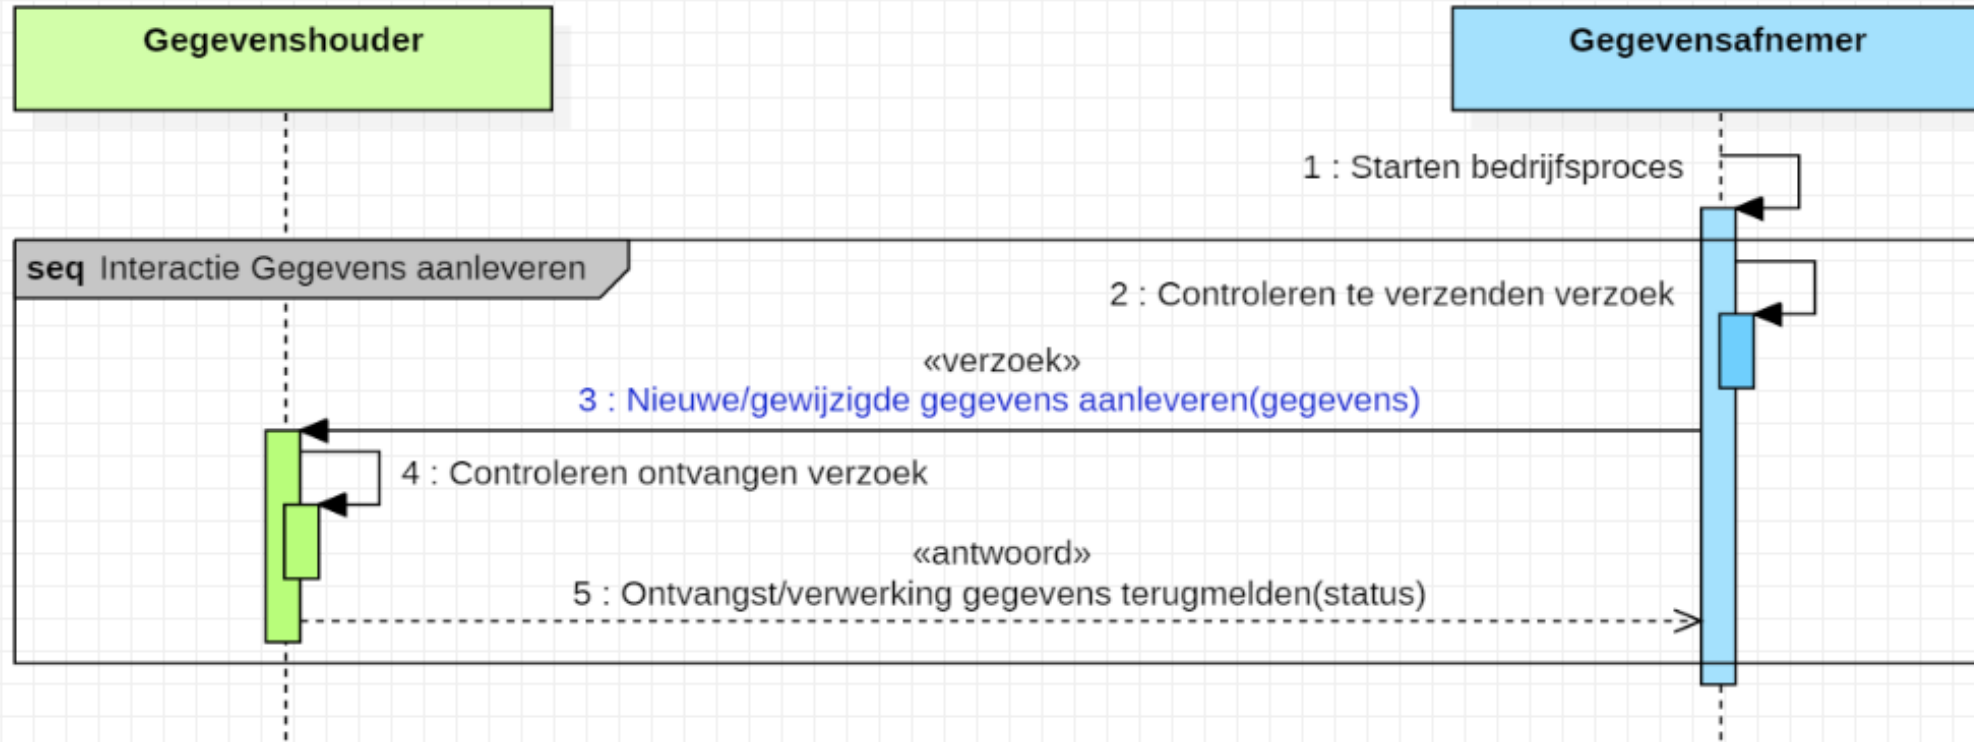 Gegevenshouder
Gegevensafnemer
1 : Starten bedrijfsproces
seq Interactie Gegevens aanleveren
2 : Controleren te verzenden verzoek
«verzoek»
3 : Nieuwe/gewijzigde gegevens aanleveren(gegevens)
4 : Controleren ontvangen verzoek
«antwoord»
5 : Ontvangst/verwerking gegevens terugmelden(status)